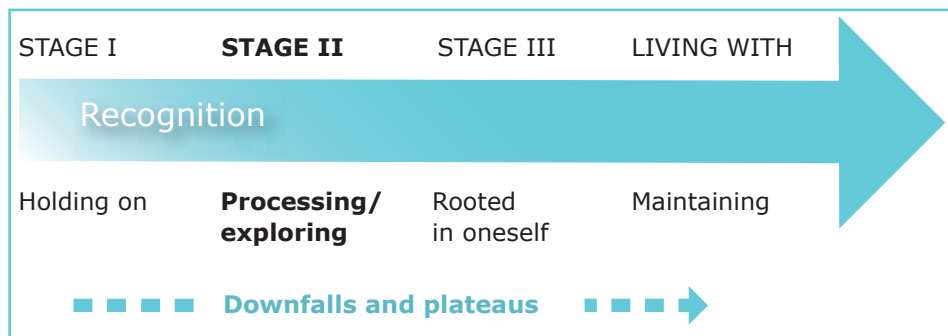 STAGE I STAGE II STAGE III LIVING WITH
Recognition
Holding on Processing/ Rooted Maintaining
exploring in oneself
Downfalls and plateaus